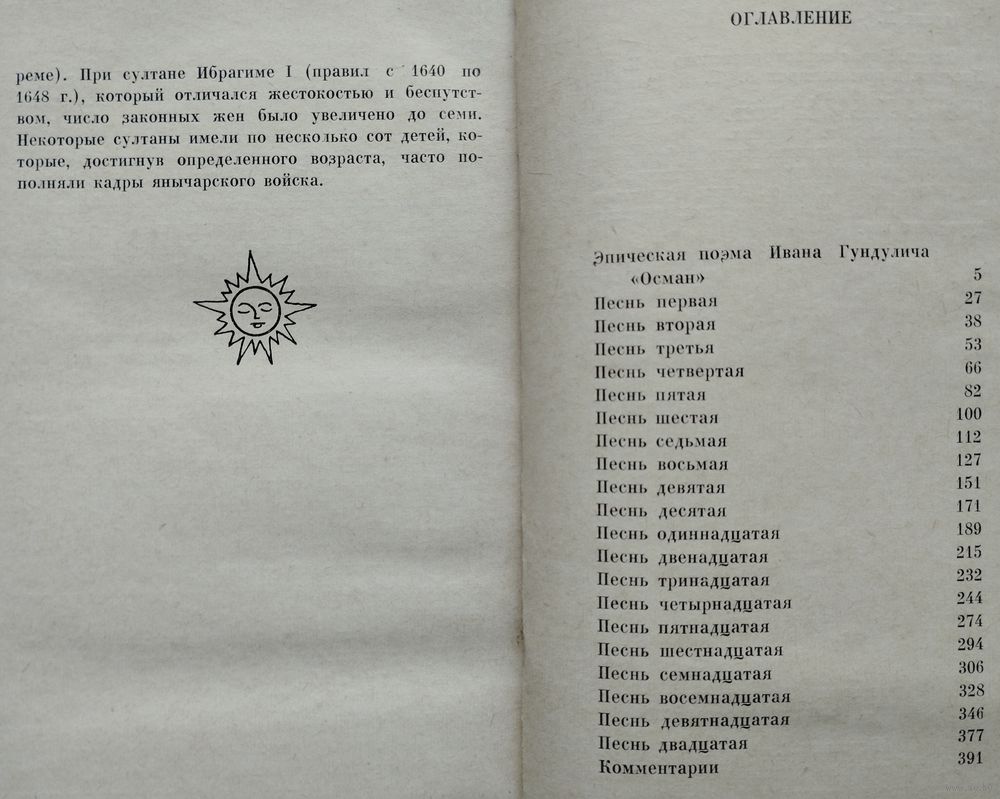 реме). При султане Ибрагиме I (правил с 1640 по
1648 г.), который отличался жестокостью и беспутст-
вом, число законных жен было увеличено до семи.
Некоторые султаны имели по несколько сот детей, ко-
торые, достигнув определенного возраста, часто по-
полняли кадры янычарского войска.
ОГЛАВЛЕНИЕ
Эпическая поэма Ивана Гундулича
«Осман» 5
Песнь первая 27
Песнь вторая 38
Песнь третья 53
Песнь четвертая 66
Песнь пятая 82
Песнь шестая 100
Песнь седьмая 112
Песнь восьмая 127
Песнь девятая 151
Песнь десятая 171
Песнь одиннадцатая 189
Песнь двенадцатая 215
Песнь тринадцатая 232
Песнь четырнадцатая 244
Песнь пятнадцатая 274
Песнь шестнадцатая 294
Песнь семнадцатая 306
Песнь восемнадцатая 328
Песнь девятнадцатая 346
Песнь двадцатая 377
Комментарии 391